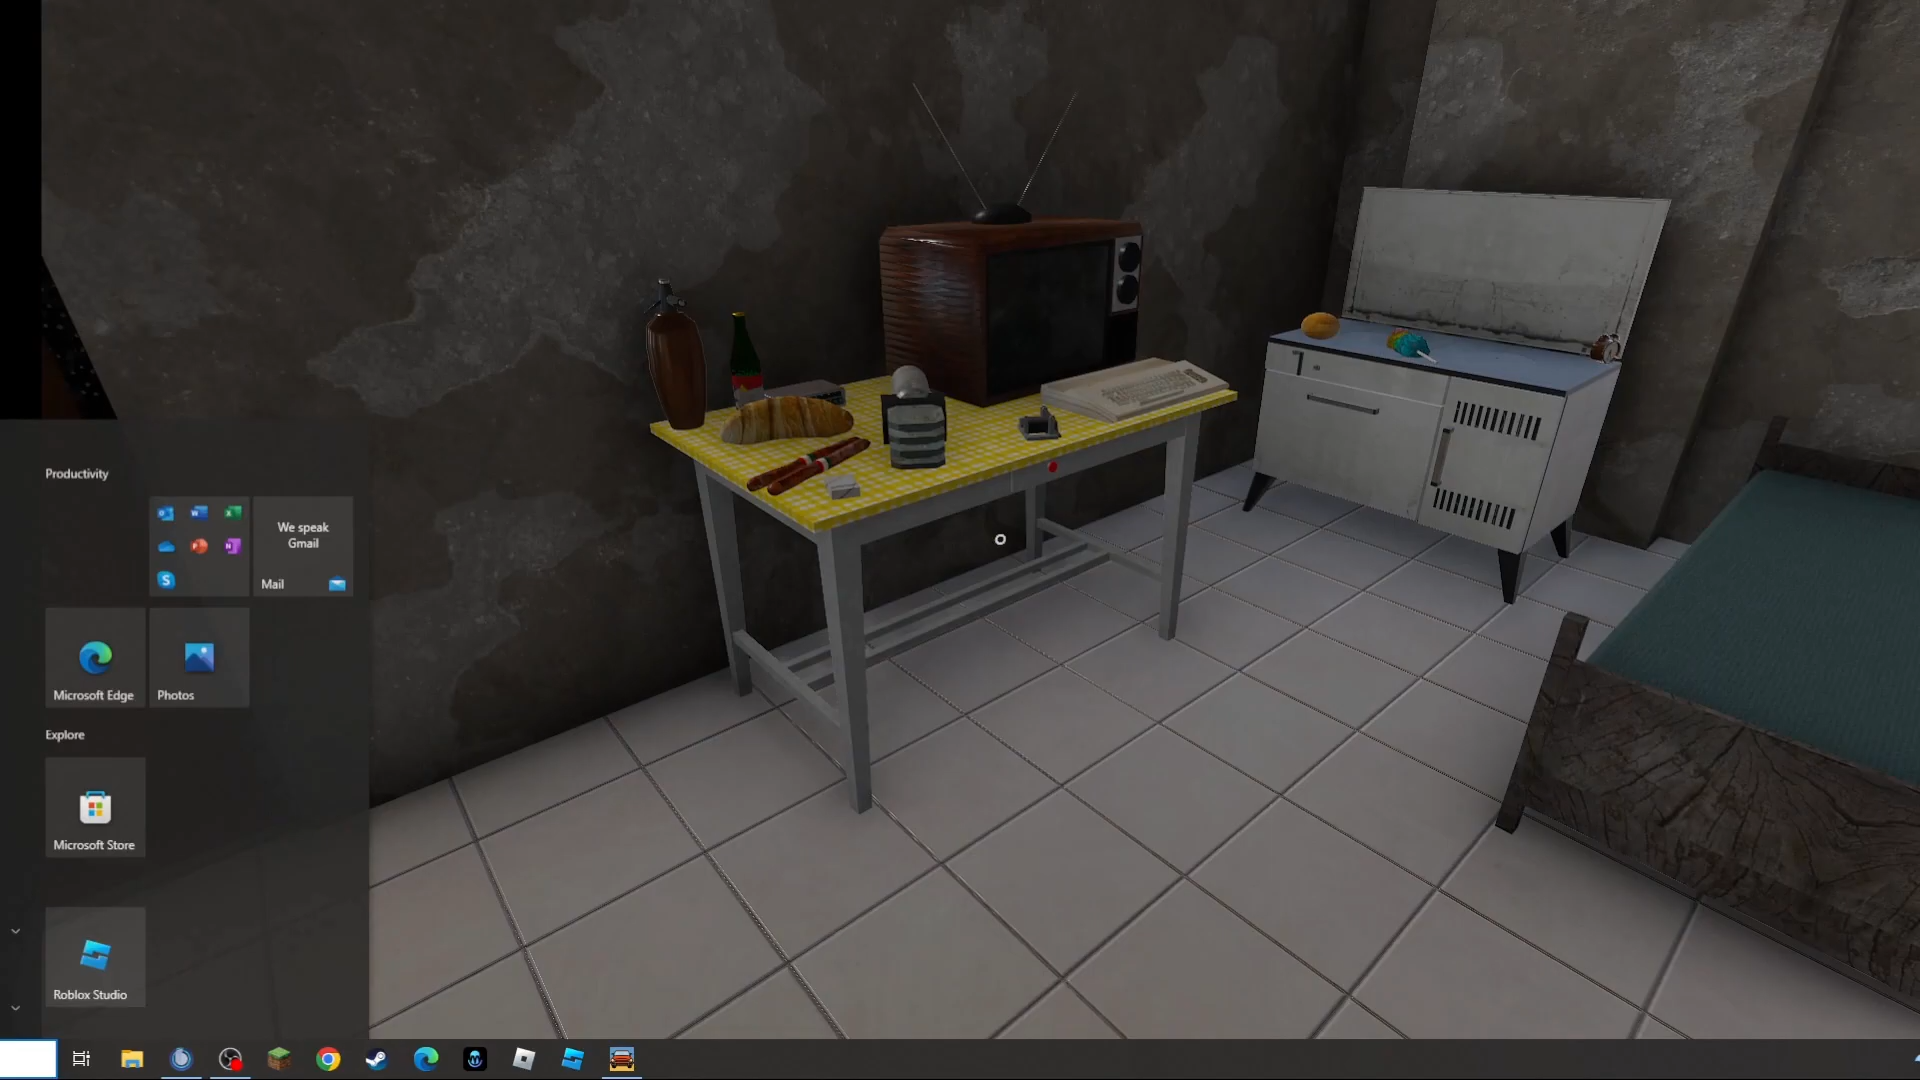 Productivity
We speak
Gmail
Mail
Microsoft Edge
Photos
Explore
Microsoft Store
Roblox Studio